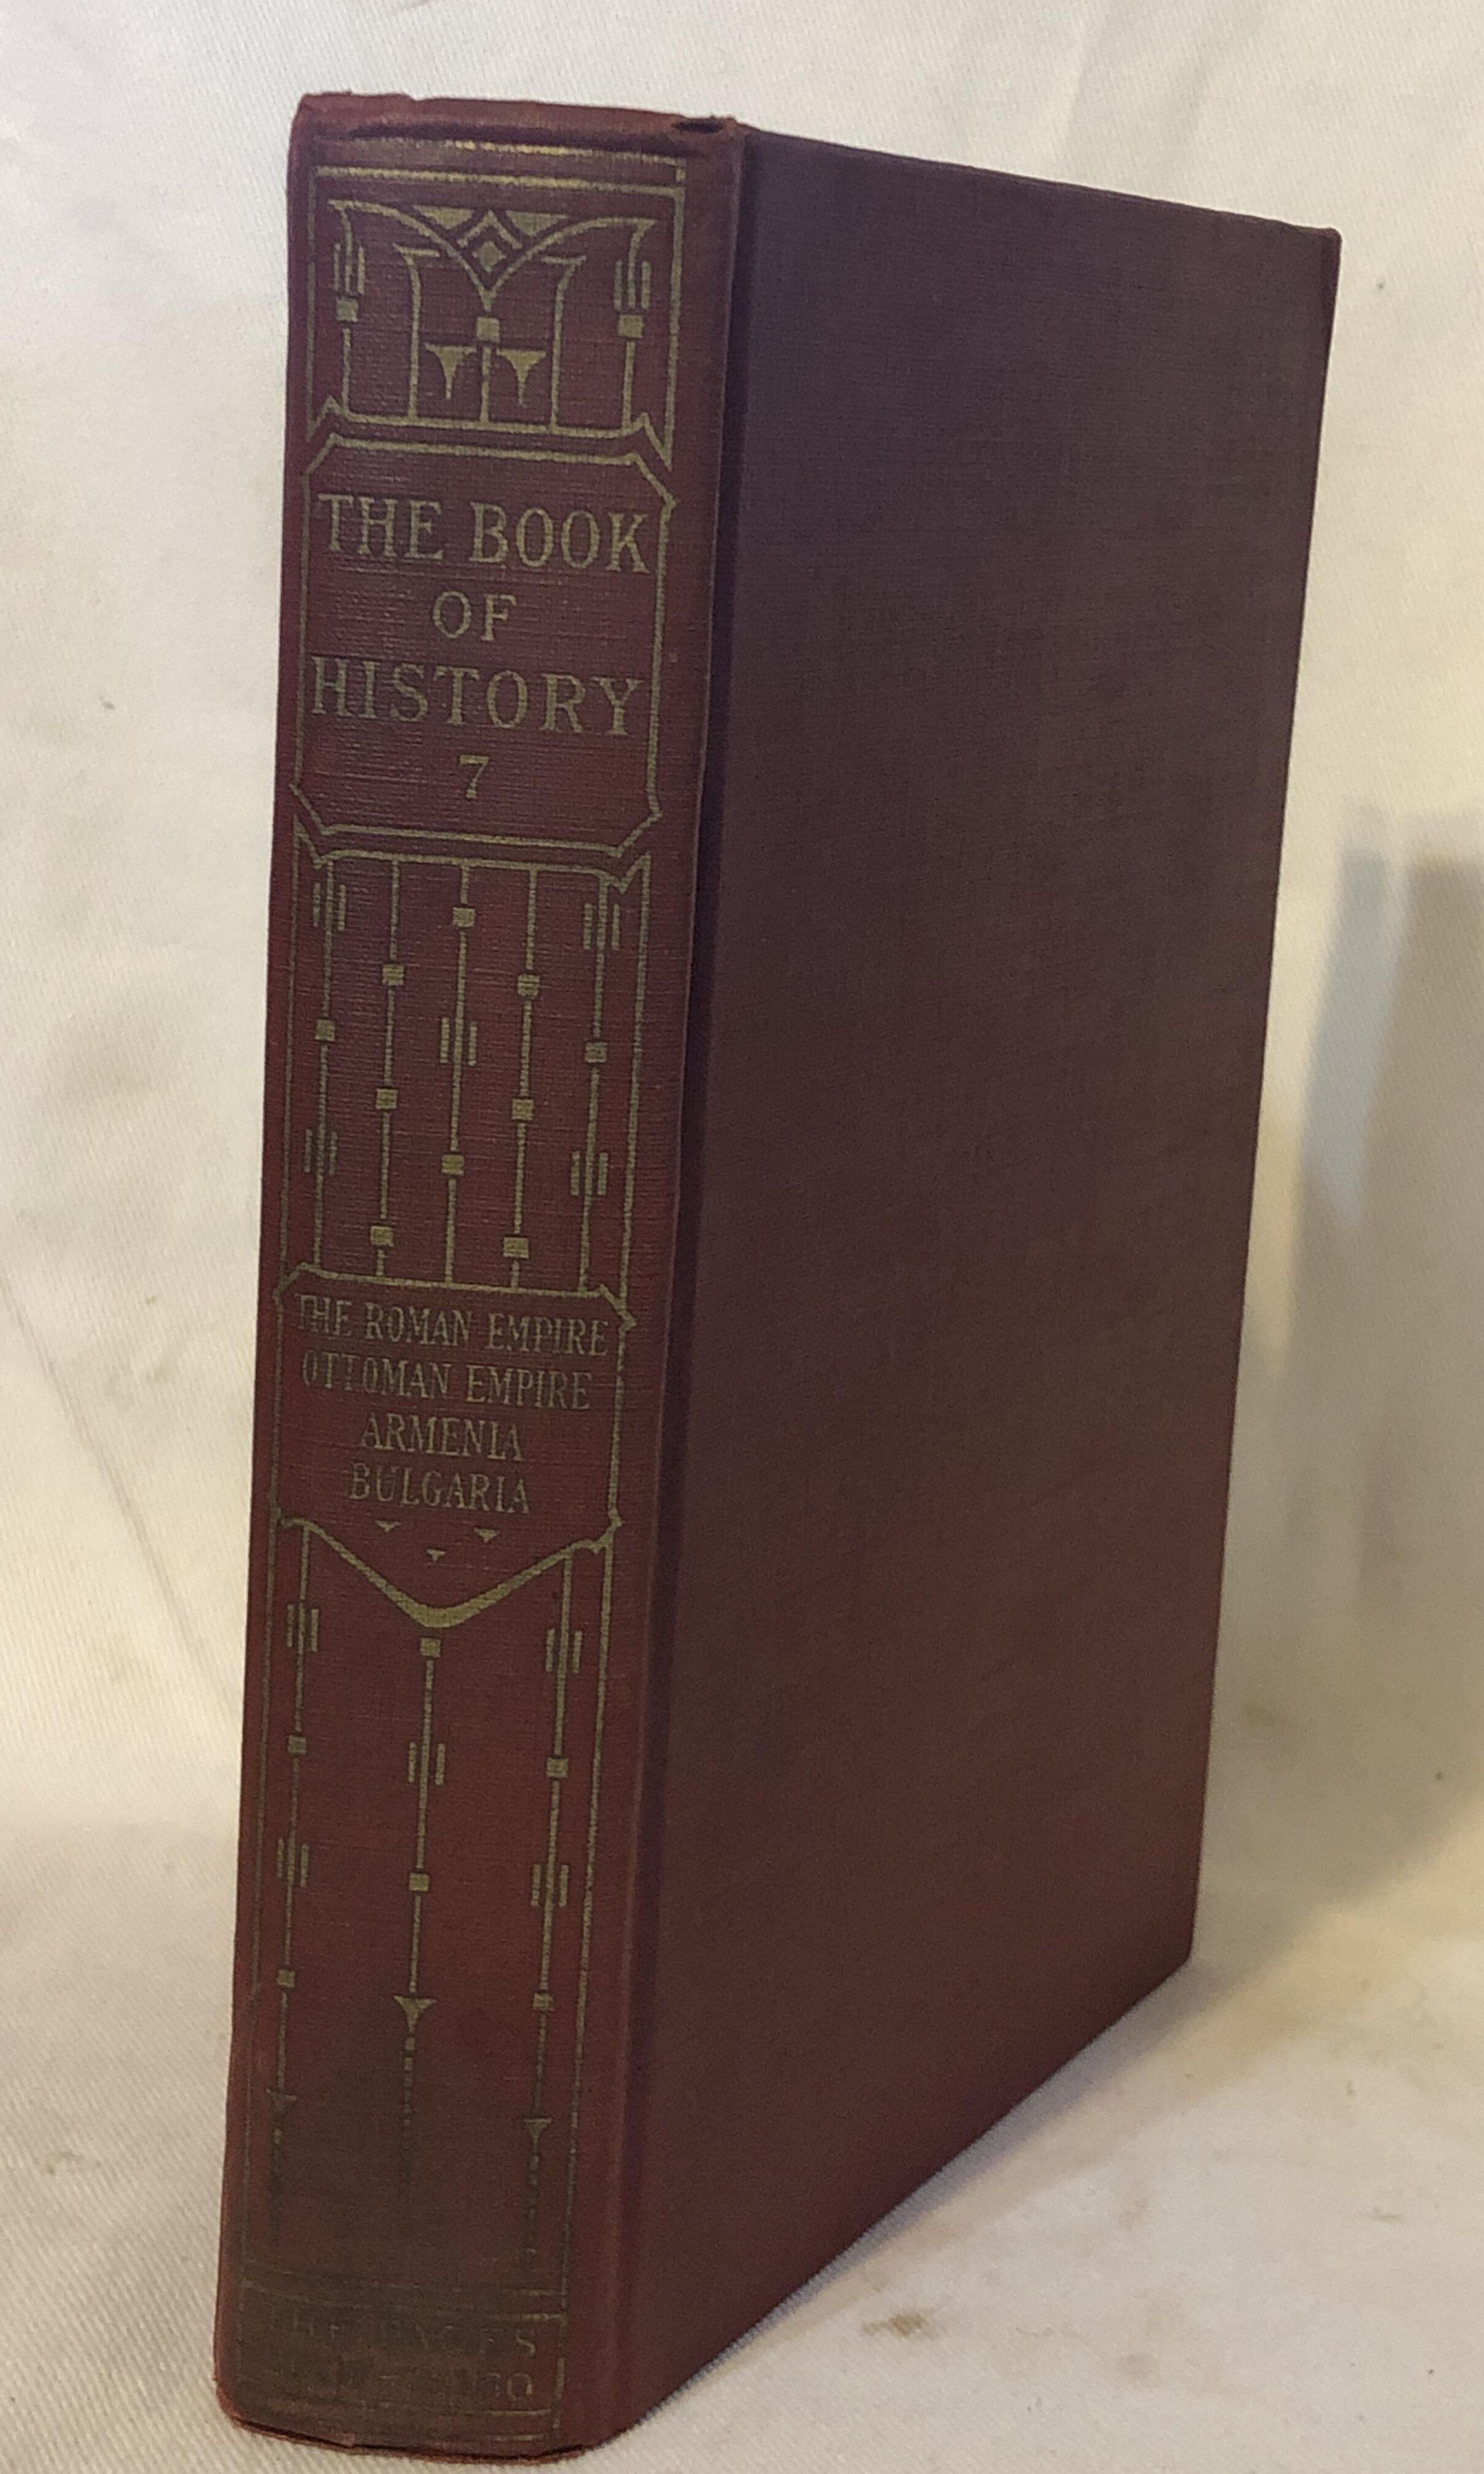 THE BOOK
OF
HISTORY
7
THE ROMAN EMPIRE
OTTOMAN EMPIRE
ARMENIA
BULGARIA